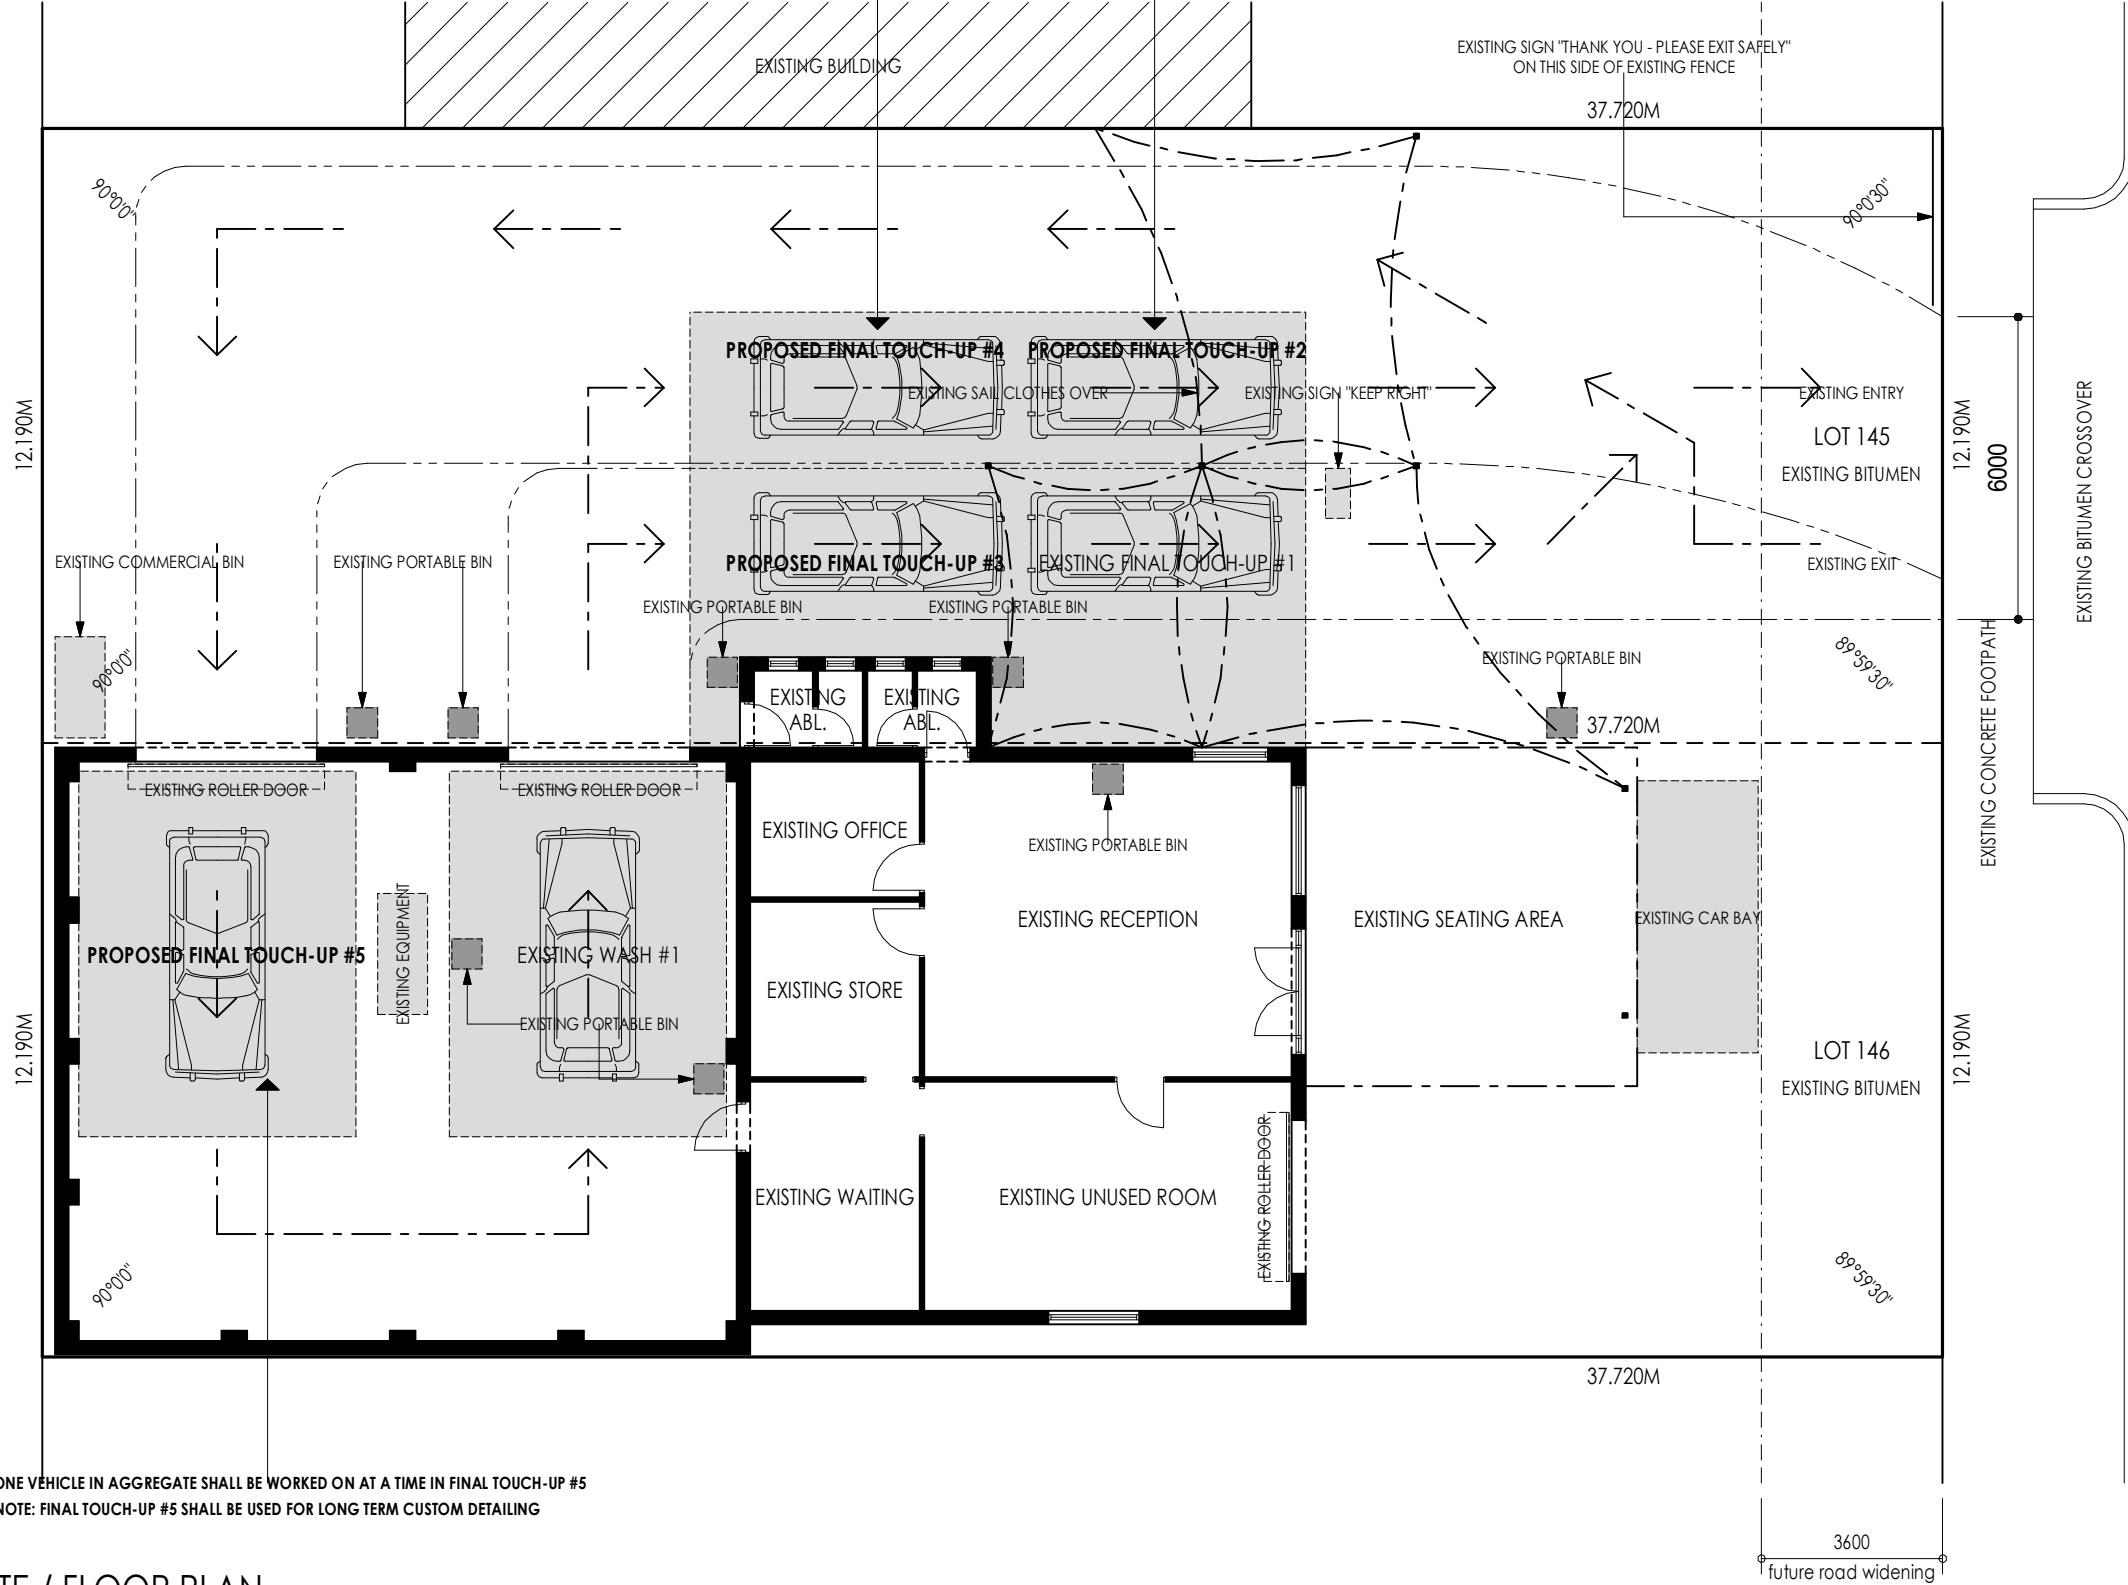 EXISTING BUILDING
EXISTING SIGN "THANK YOU - PLEASE EXIT SAFELY"
ON THIS SIDE OF EXISTING FENCE
37.720M
90°0'0"
90°0'30"
PROPOSED FINAL TOUCH-UP #4
PROPOSED FINAL TOUCH-UP #2
EXISTING SAIL CLOTHES OVER
EXISTING SIGN "KEEP RIGHT"
EXISTING ENTRY
12.190M
LOT 145
EXISTING BITUMEN
12.190M
6000
EXISTING BITUMEN CROSSOVER
EXISTING COMMERCIAL BIN
EXISTING PORTABLE BIN
PROPOSED FINAL TOUCH-UP #3
EXISTING FINAL TOUCH-UP #1
EXISTING EXIT
EXISTING PORTABLE BIN
EXISTING PORTABLE BIN
90°0'0"
EXISTING PORTABLE BIN
89°59'30"
EXISTING CONCRETE FOOTPATH
EXISTING
ABL.
EXISTING
ABL.
37.720M
EXISTING ROLLER DOOR
EXISTING ROLLER DOOR
EXISTING OFFICE
EXISTING PORTABLE BIN
EXISTING RECEPTION
EXISTING SEATING AREA
EXISTING CAR BAY
PROPOSED FINAL TOUCH-UP #5
EXISTING EQUIPMENT
EXISTING WASH #1
EXISTING STORE
EXISTING PORTABLE BIN
12.190M
LOT 146
EXISTING BITUMEN
12.190M
EXISTING WAITING
EXISTING UNUSED ROOM
EXISTING ROLLER DOOR
90°0'0"
89°59'30"
37.720M
ONE VEHICLE IN AGGREGATE SHALL BE WORKED ON AT A TIME IN FINAL TOUCH-UP #5
NOTE: FINAL TOUCH-UP #5 SHALL BE USED FOR LONG TERM CUSTOM DETAILING
3600
future road widening
/ FLOOR PLAN